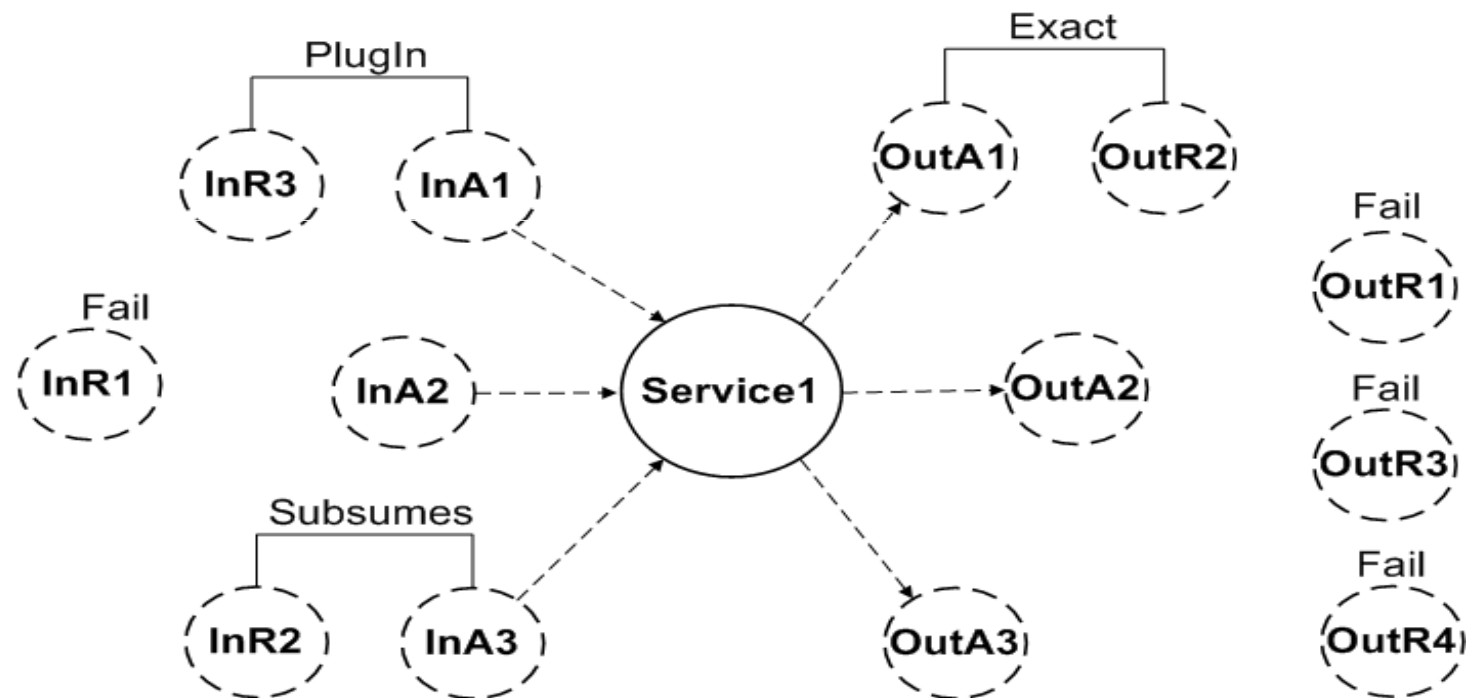 Exact
PlugIn
OutA1
OutR2
InR3
InA1
Fail
OutR1
Fail
InR1
InA2
Service1
OutA2
Fail
OutR3
Subsumes
Fail
InR2
InA3
OutA3
OutR4